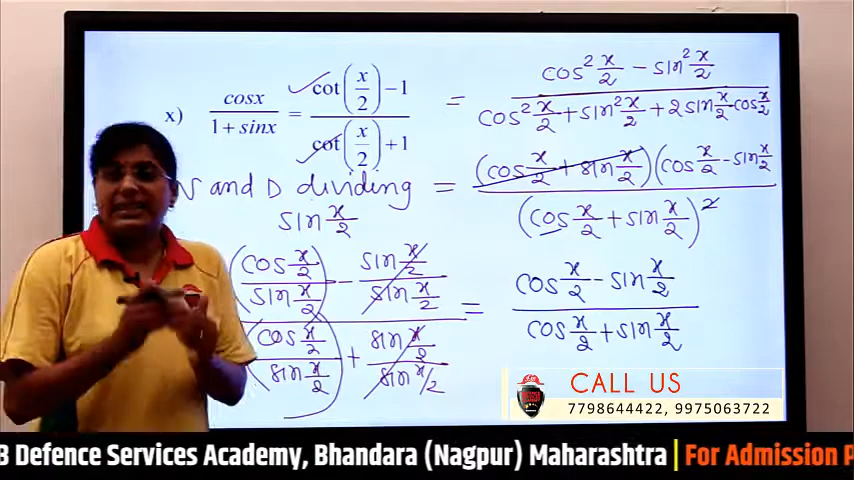 x) cosx / 1 + sinx = cot(x/2) − 1 / cot(x/2) + 1
N and D dividing
sin x/2
(cos x/2 / sin x/2) − sin x/2 / sin x/2
(cos x/2 / sin x/2) + sin x/2 / sin x/2
= cos² x/2 − sin² x/2 / cos² x/2 + sin² x/2 + 2 sin x/2 cos x/2
= (cos x/2 + sin x/2)(cos x/2 − sin x/2) / (cos x/2 + sin x/2)²
= cos x/2 − sin x/2 / cos x/2 + sin x/2
CALL US
7798644422, 9975063722
B Defence Services Academy, Bhandara (Nagpur) Maharashtra | For Admission P